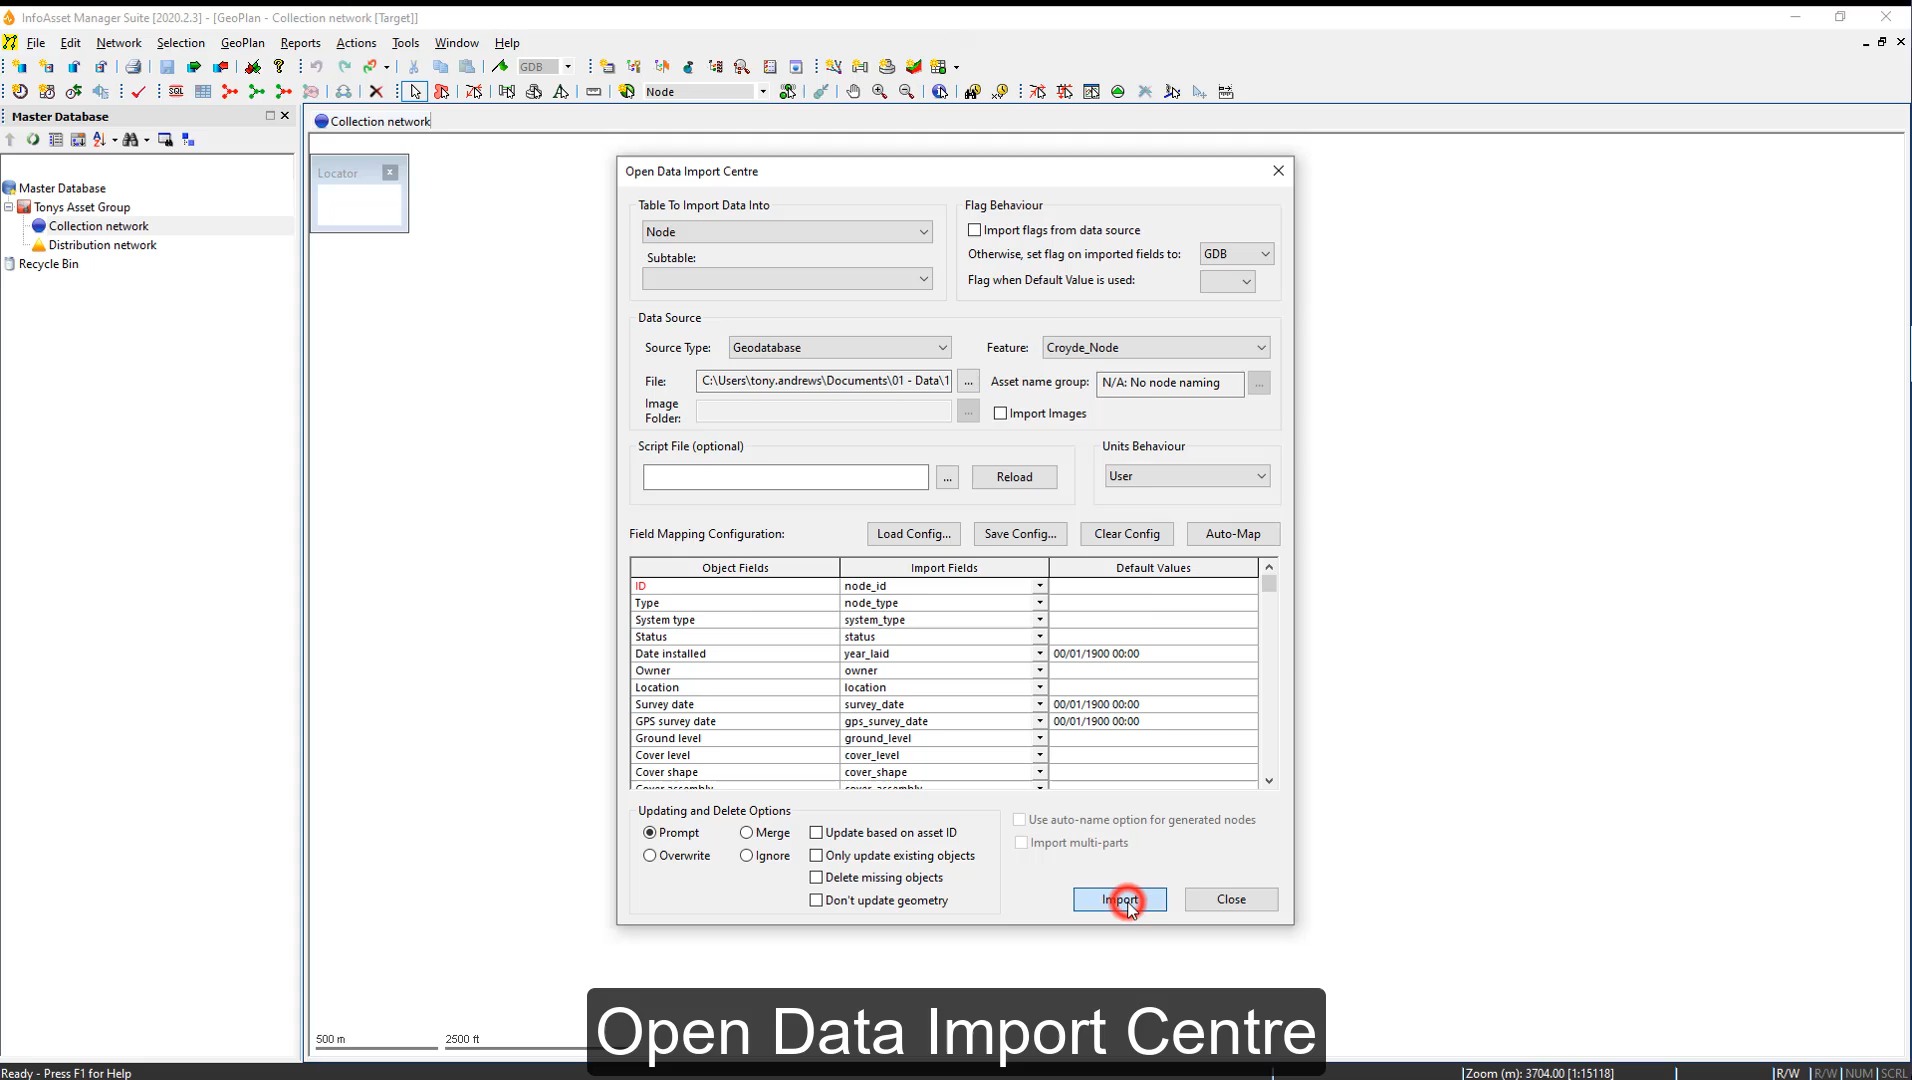 InfoAsset Manager Suite [2020.2.3] - [GeoPlan - Collection network [Target]]
File Edit Network Selection GeoPlan Reports Actions Tools Window Help
GDB
SQL Node
Master Database
Collection network
Locator
Master Database
Tonys Asset Group
Collection network
Distribution network
Recycle Bin
Open Data Import Centre
Table To Import Data Into
Node
Subtable:
Flag Behaviour
Import flags from data source
Otherwise, set flag on imported fields to: GDB
Flag when Default Value is used:
Data Source
Source Type: Geodatabase
Feature: Croyde_Node
File: C:\Users\tony.andrews\Documents\01 - Data\1 ...
Asset name group: N/A: No node naming ...
Image
Folder: ...
Import Images
Script File (optional)
... Reload
Units Behaviour
User
Field Mapping Configuration: Load Config... Save Config... Clear Config Auto-Map
Object Fields Import Fields Default Values
ID node_id
Type node_type
System type system_type
Status status
Date installed year_laid 00/01/1900 00:00
Owner owner
Location location
Survey date survey_date 00/01/1900 00:00
GPS survey date gps_survey_date 00/01/1900 00:00
Ground level ground_level
Cover level cover_level
Cover shape cover_shape
Cover assembly cover_assembly
Updating and Delete Options
Prompt Merge Update based on asset ID
Overwrite Ignore Only update existing objects
Delete missing objects
Don't update geometry
Use auto-name option for generated nodes
Import multi-parts
Import Close
500 m 2500 ft
Open Data Import Centre
Ready - Press F1 for Help
Zoom (m): 3704.00 [1:15118] R/W R/W NUM SCRL